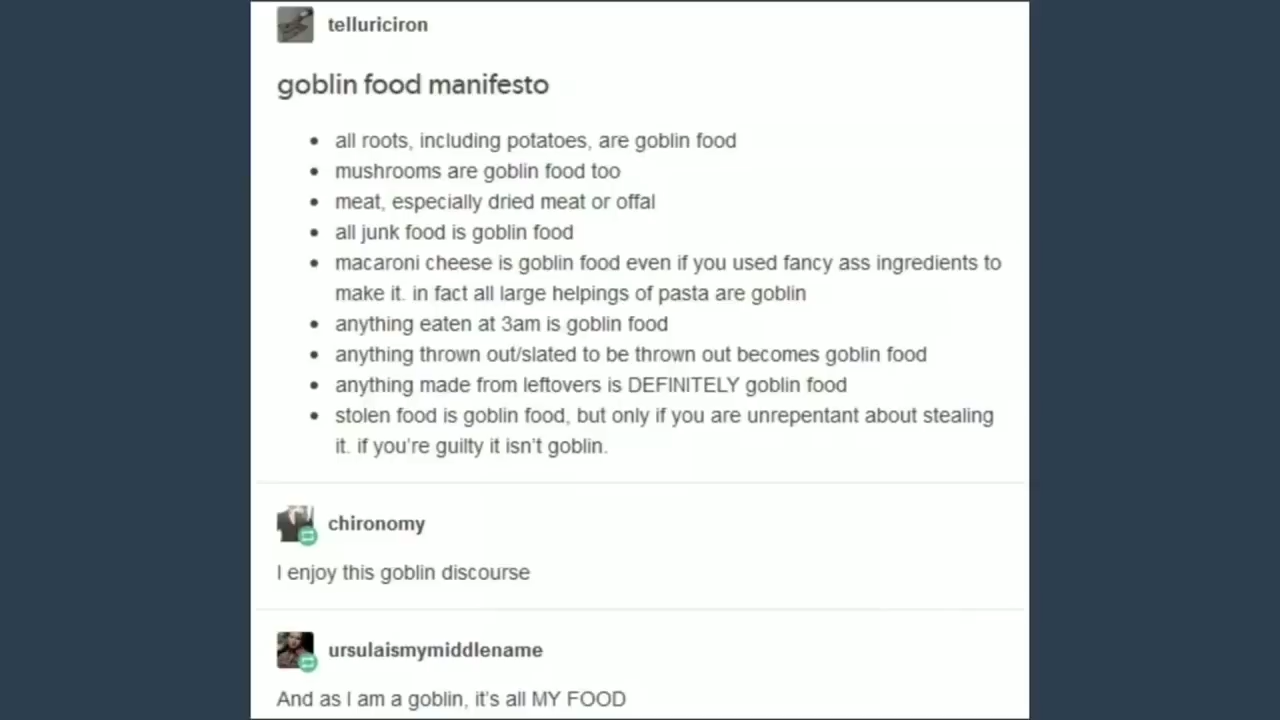 telluriciron
goblin food manifesto
• all roots, including potatoes, are goblin food
• mushrooms are goblin food too
• meat, especially dried meat or offal
• all junk food is goblin food
• macaroni cheese is goblin food even if you used fancy ass ingredients to
make it. in fact all large helpings of pasta are goblin
• anything eaten at 3am is goblin food
• anything thrown out/slated to be thrown out becomes goblin food
• anything made from leftovers is DEFINITELY goblin food
• stolen food is goblin food, but only if you are unrepentant about stealing
it. if you're guilty it isn't goblin.
chironomy
I enjoy this goblin discourse
ursulaismymiddlename
And as I am a goblin, it's all MY FOOD